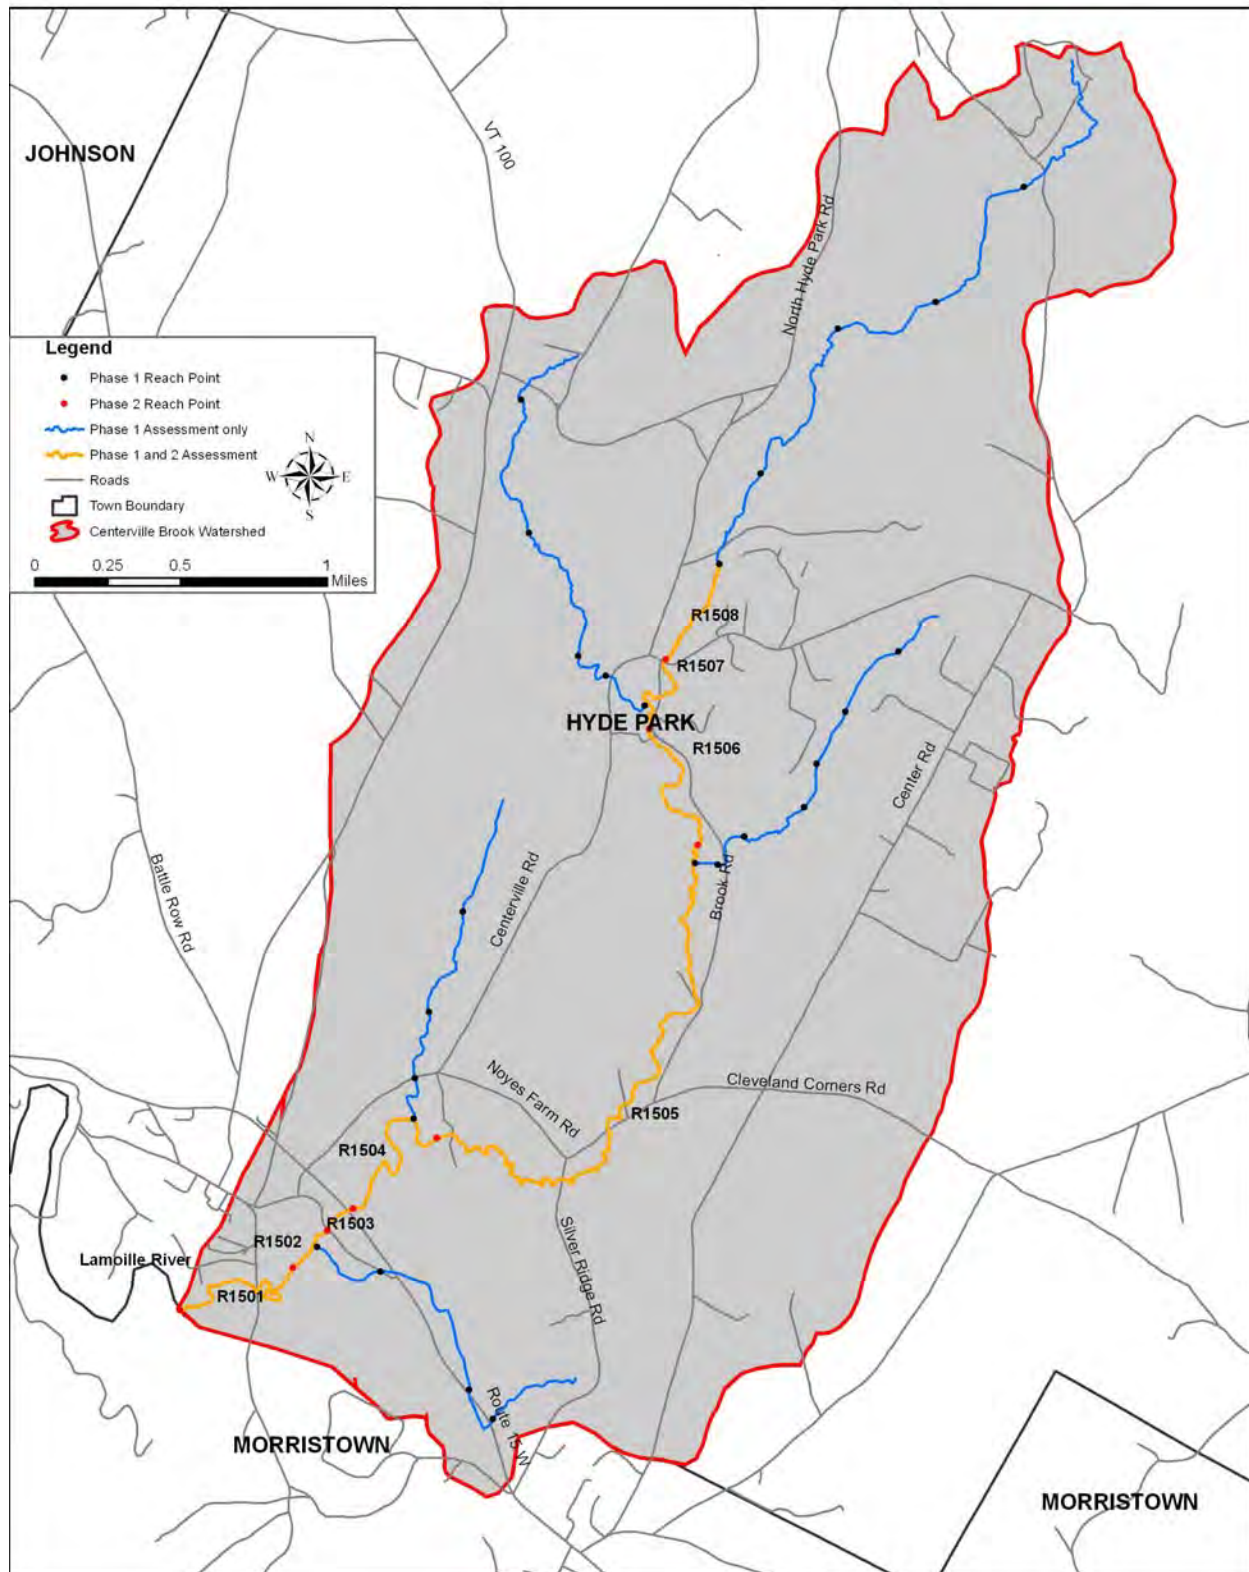 VT 100
JOHNSON
North Hyde Park Rd
Legend
Phase 1 Reach Point
Phase 2 Reach Point
Phase 1 Assessment only
Phase 1 and 2 Assessment
Roads
Town Boundary
Centerville Brook Watershed
N
W E
S
0 0.25 0.5 1
Miles
R1508
R1507
HYDE PARK
R1506
Center Rd
Battle Row Rd
Centerville Rd
Brook Rd
Noyes Farm Rd
Cleveland Corners Rd
R1505
R1504
R1503
R1502
Lamoille River
R1501
Silver Ridge Rd
Route 15 W
MORRISTOWN
MORRISTOWN